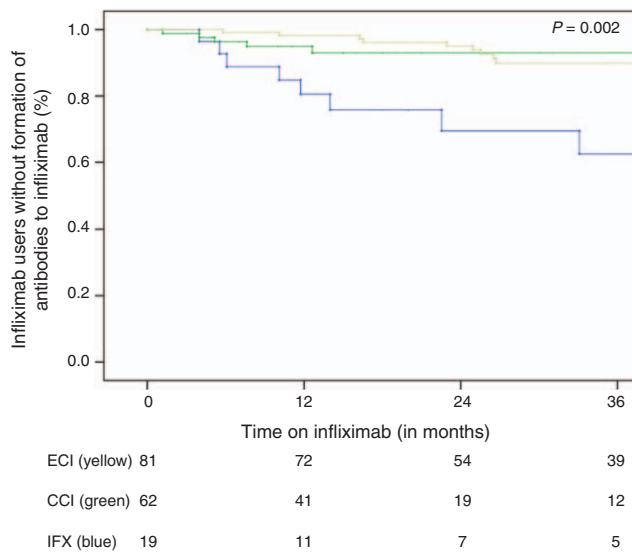 Infliximab users without formation of
antibodies to infliximab (%)
1.0
0.8
0.6
0.4
0.2
0.0
P = 0.002
0 12 24 36
Time on infliximab (in months)
ECI (yellow) 81 72 54 39
CCI (green) 62 41 19 12
IFX (blue) 19 11 7 5